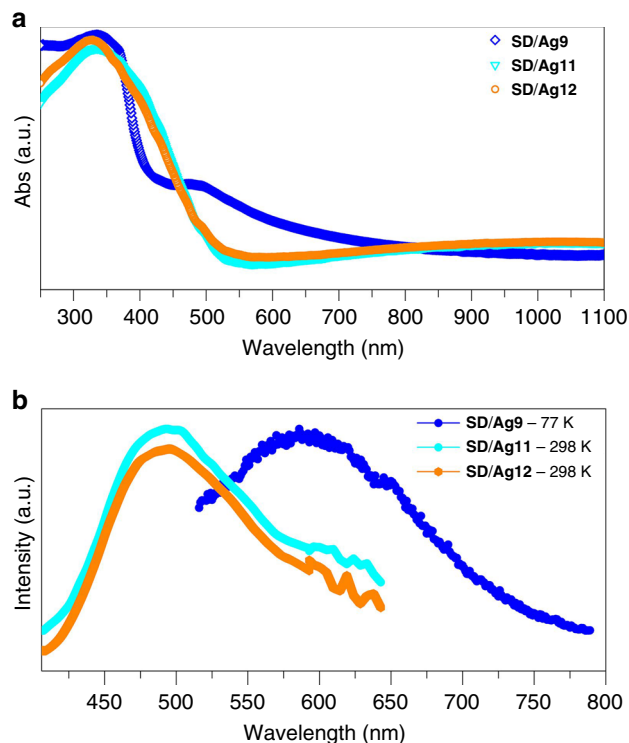 a
SD/Ag9
SD/Ag11
SD/Ag12
Abs (a.u.)
300 400 500 600 700 800 900 1000 1100
Wavelength (nm)
b
SD/Ag9 – 77 K
SD/Ag11 – 298 K
SD/Ag12 – 298 K
Intensity (a.u.)
450 500 550 600 650 700 750 800
Wavelength (nm)